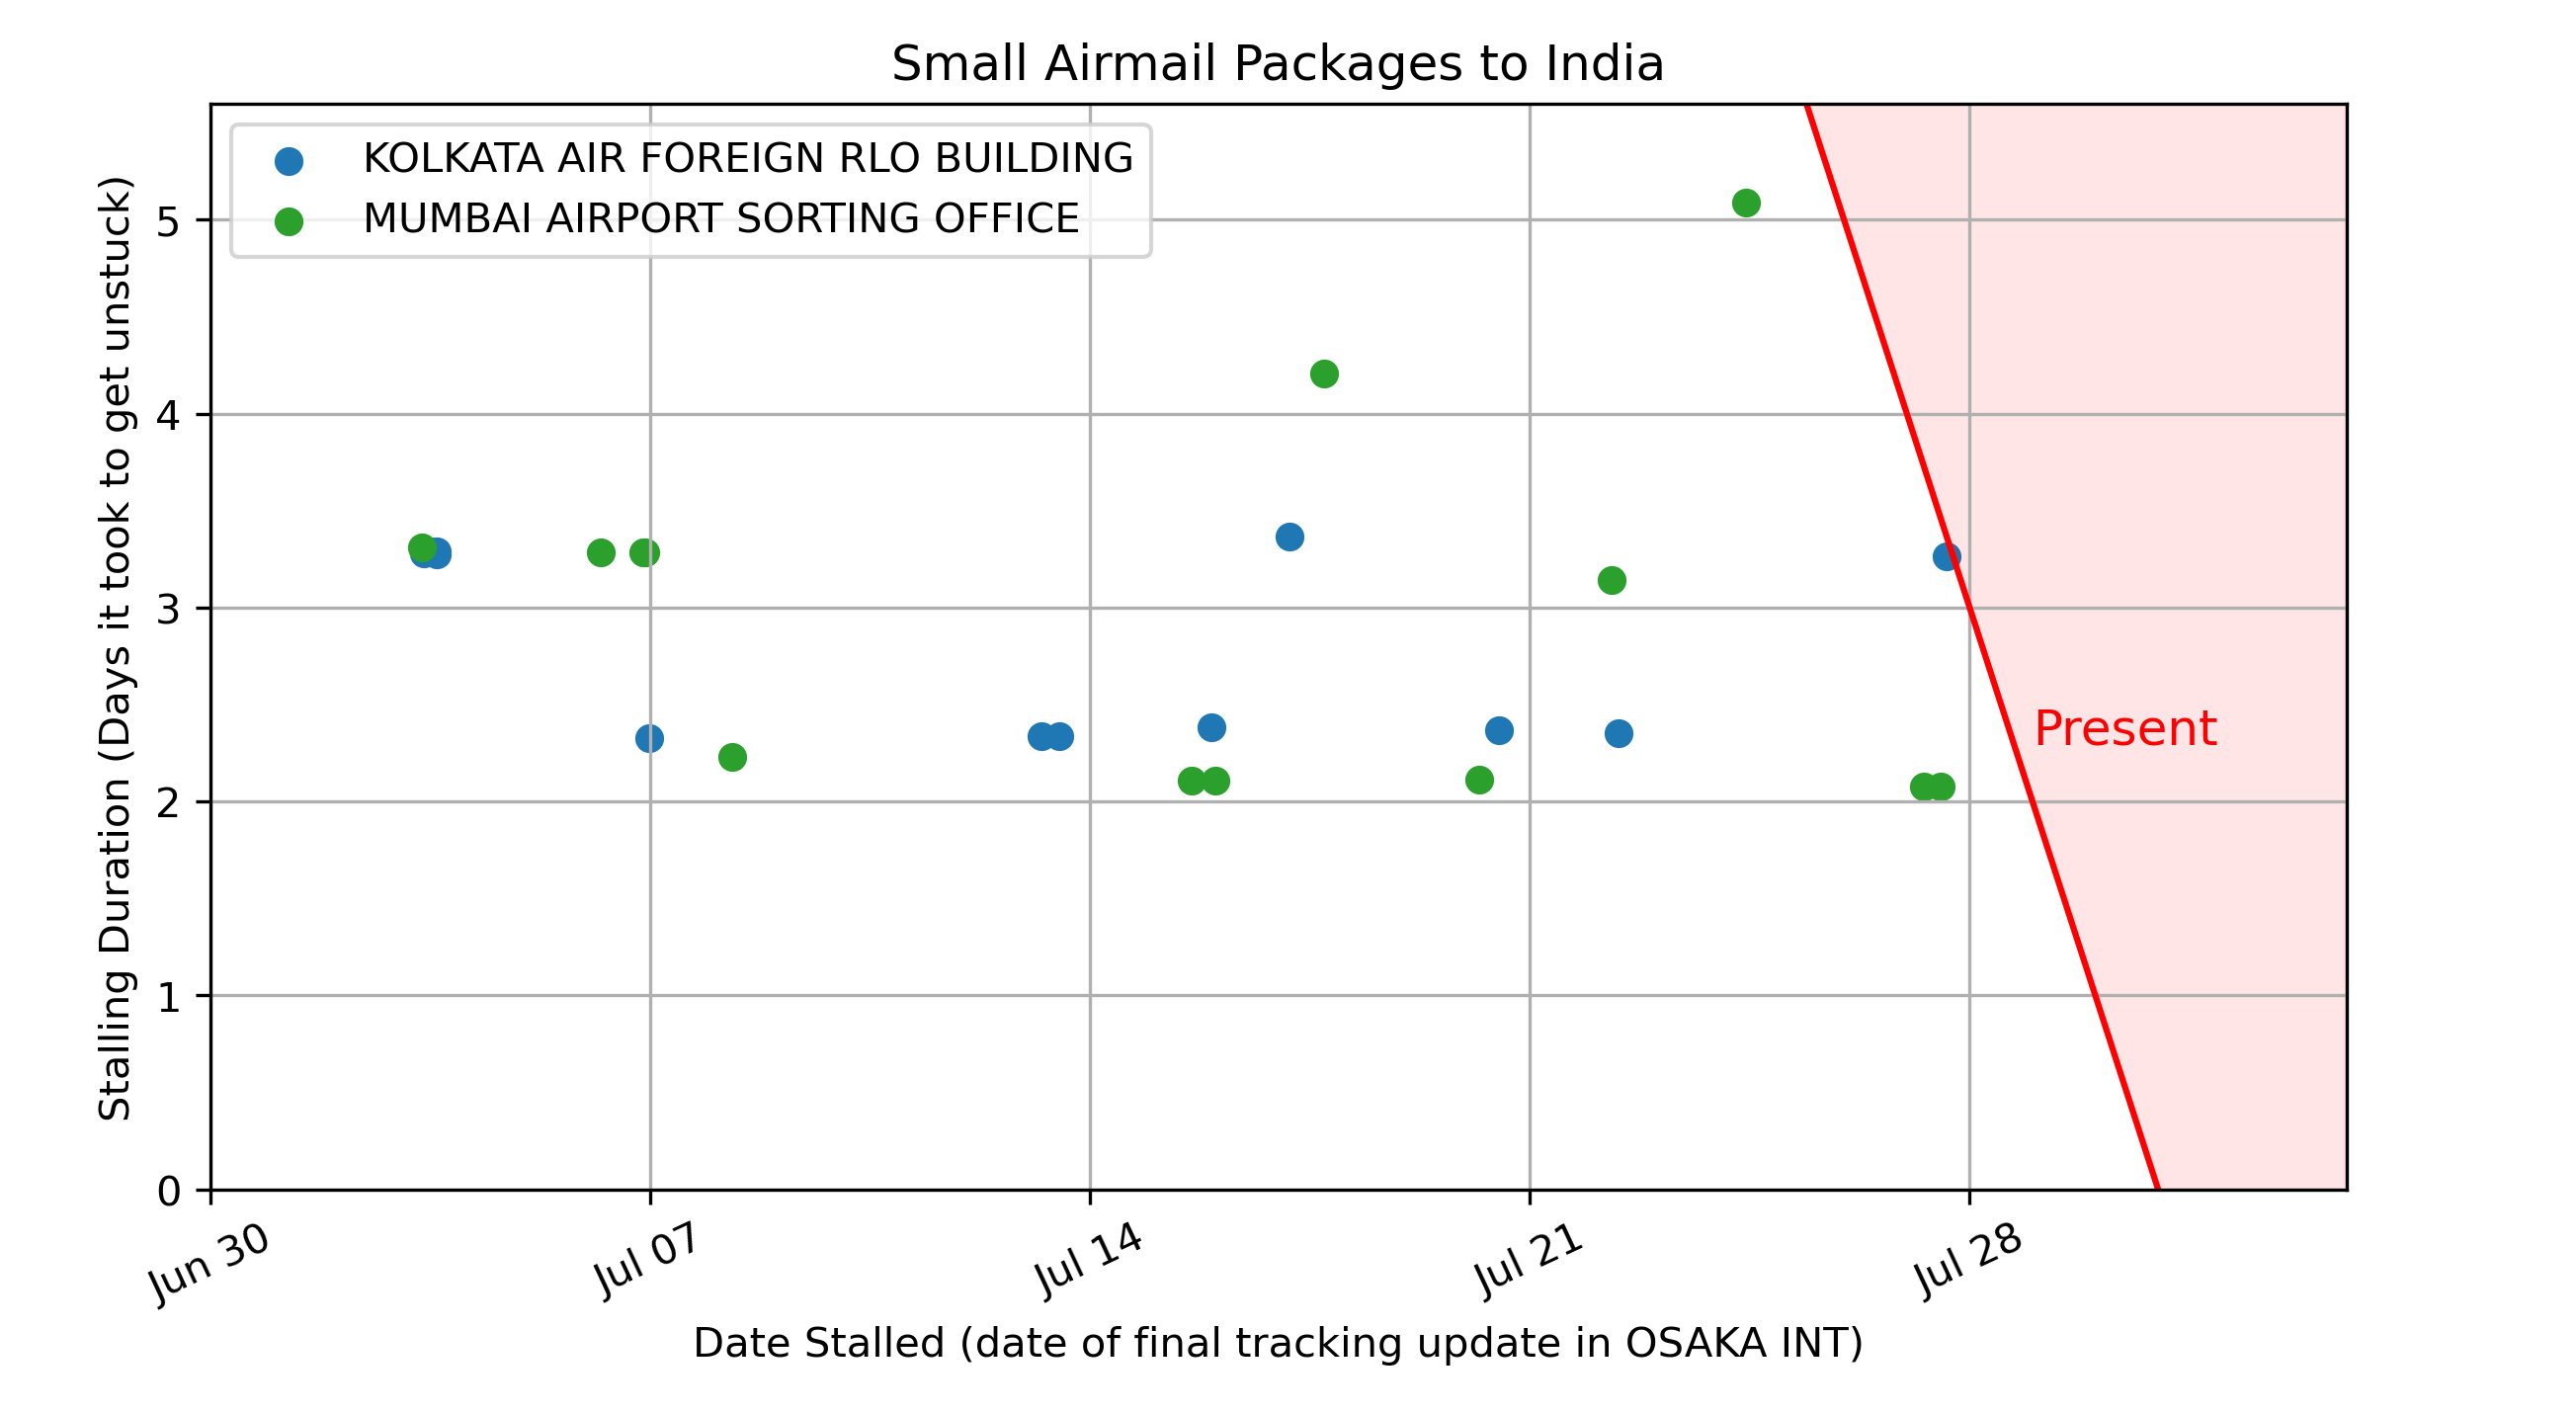 Small Airmail Packages to India
KOLKATA AIR FOREIGN RLO BUILDING
MUMBAI AIRPORT SORTING OFFICE
Stalling Duration (Days it took to get unstuck)
5
4
3
2
1
0
Present
Jun 30
Jul 07
Jul 14
Jul 21
Jul 28
Date Stalled (date of final tracking update in OSAKA INT)